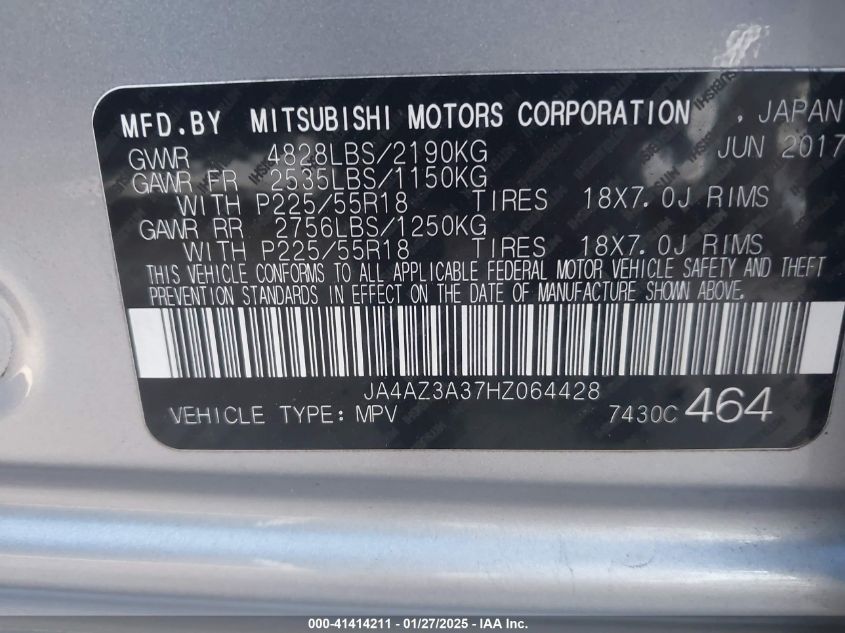 MFD.BY MITSUBISHI MOTORS CORPORATION , JAPAN
GVWR 4828LBS/2190KG JUN 2017
GAWR FR 2535LBS/1150KG
WITH P225/55R18 TIRES 18X7.0J RIMS
GAWR RR 2756LBS/1250KG
WITH P225/55R18 TIRES 18X7.0J RIMS
THIS VEHICLE CONFORMS TO ALL APPLICABLE FEDERAL MOTOR VEHICLE SAFETY AND THEFT
PREVENTION STANDARDS IN EFFECT ON THE DATE OF MANUFACTURE SHOWN ABOVE.
JA4AZ3A37HZ064428
VEHICLE TYPE: MPV 7430C 464
000-41414211 - 01/27/2025 - IAA Inc.